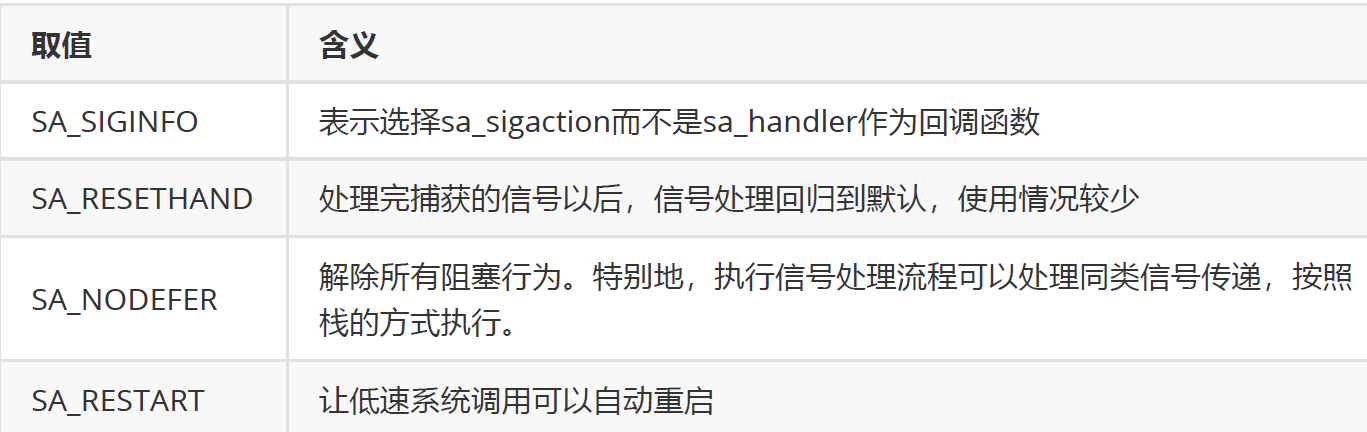 取值 含义
SA_SIGINFO 表示选择sa_sigaction而不是sa_handler作为回调函数
SA_RESETHAND 处理完捕获的信号以后，信号处理回归到默认，使用情况较少
SA_NODEFER 解除所有阻塞行为。特别地，执行信号处理流程可以处理同类信号传递，按照
栈的方式执行。
SA_RESTART 让低速系统调用可以自动重启